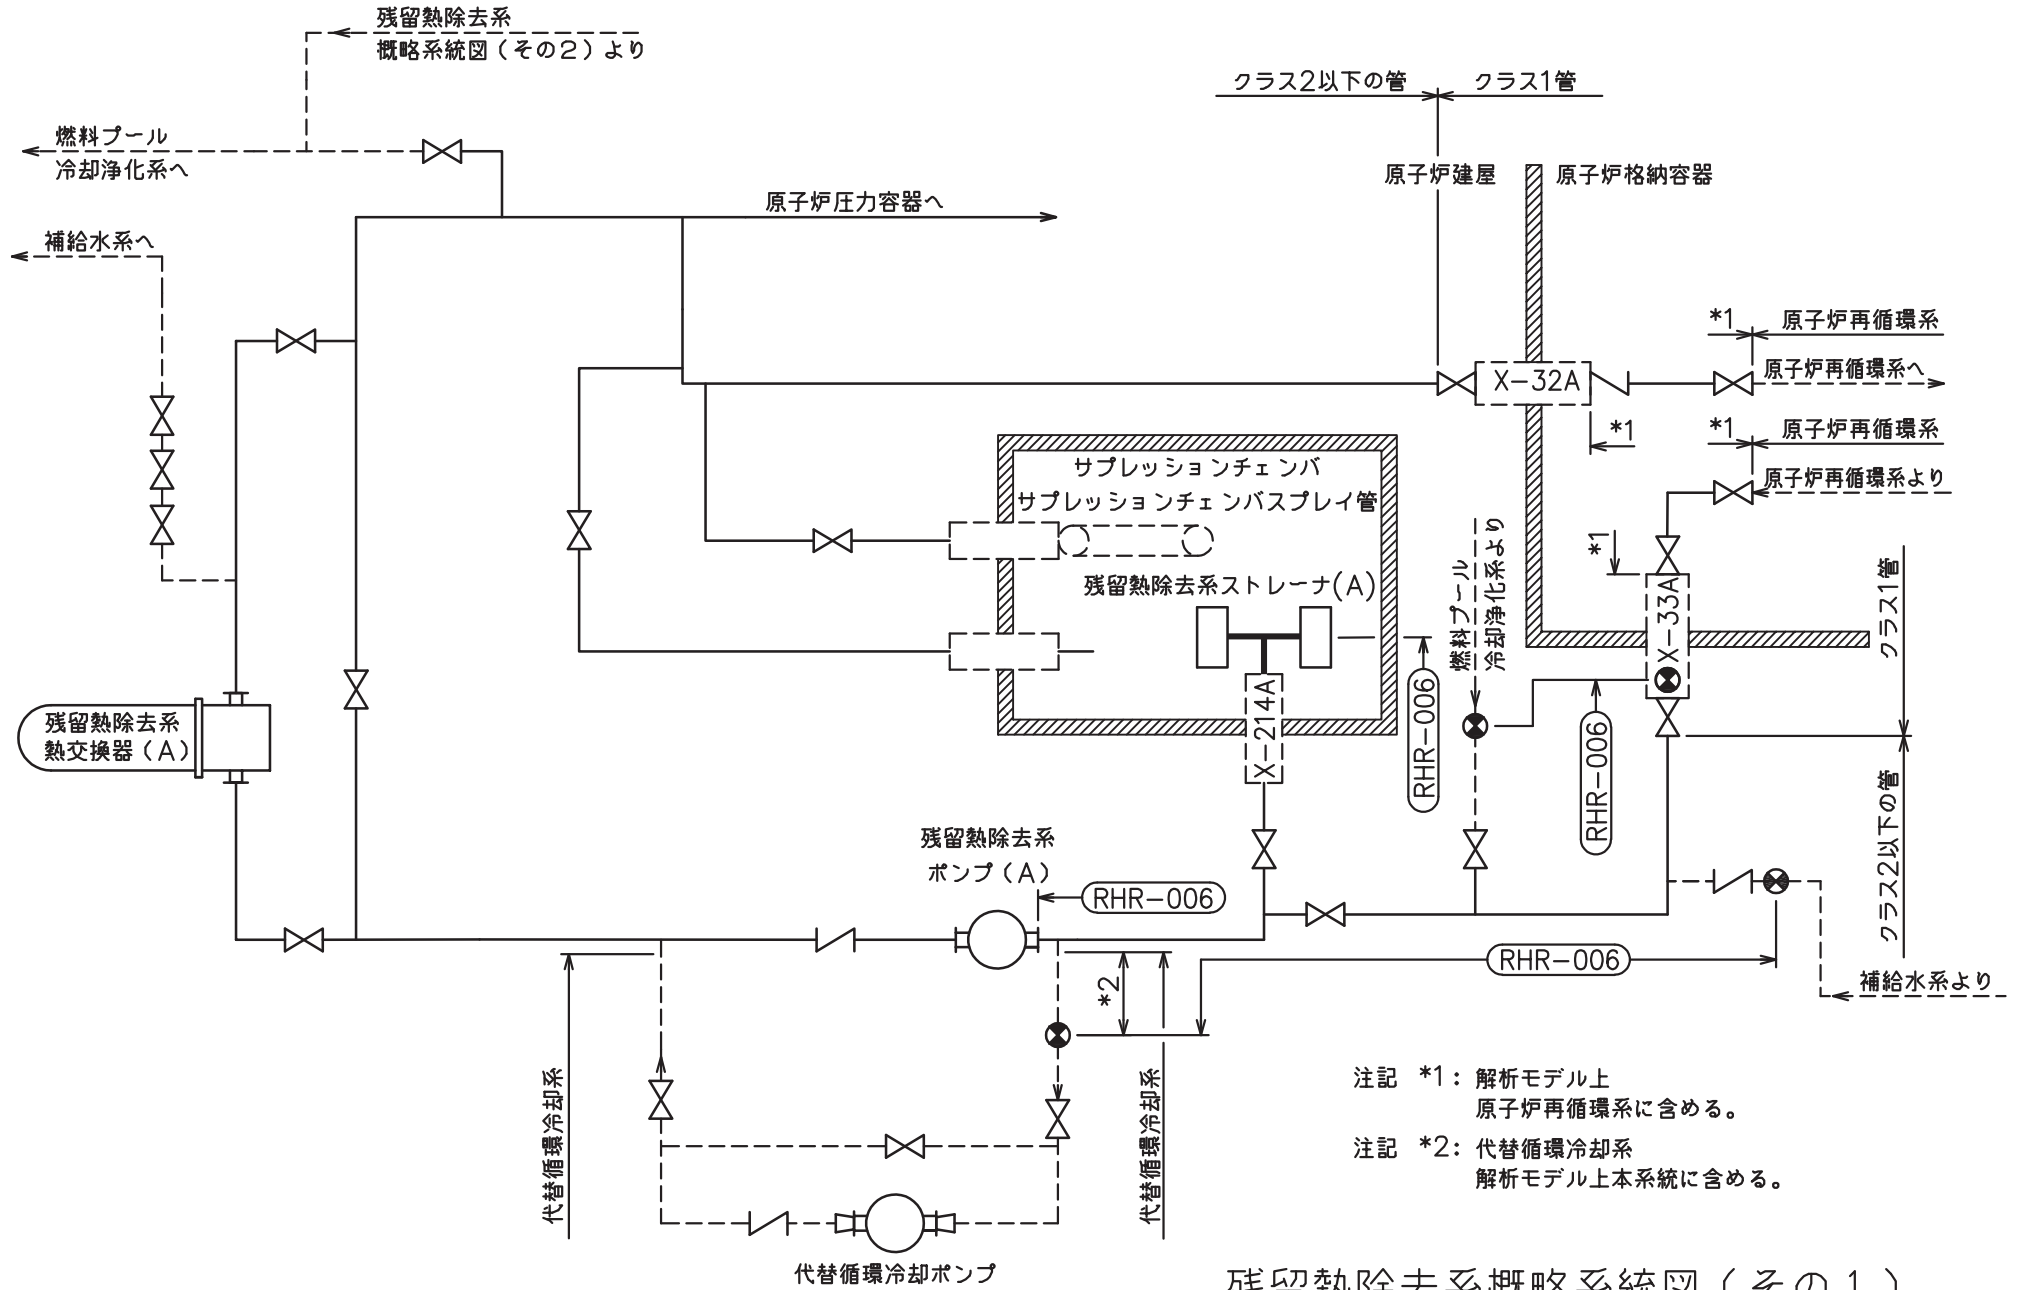 残留熱除去系
概略系統図（その２）より
クラス2以下の管
クラス1管
燃料プール
冷却浄化系へ
原子炉建屋
原子炉格納容器
原子炉圧力容器へ
補給水系へ
*1
原子炉再循環系
原子炉再循環系へ
X-32A
*1
*1
原子炉再循環系
原子炉再循環系より
サプレッションチェンバ
サプレッションチェンバスプレイ管
燃料プール
冷却浄化系より
*1
クラス1管
残留熱除去系ストレーナ(A)
X-33A
X-214A
RHR-006
RHR-006
残留熱除去系
熱交換器（A）
クラス2以下の管
残留熱除去系
ポンプ（A）
RHR-006
RHR-006
*2
補給水系より
代替循環冷却系
代替循環冷却系
注記 *1：解析モデル上
原子炉再循環系に含める。
注記 *2：代替循環冷却系
解析モデル上本系統に含める。
代替循環冷却ポンプ
残留熱除去系概略系統図（その１）